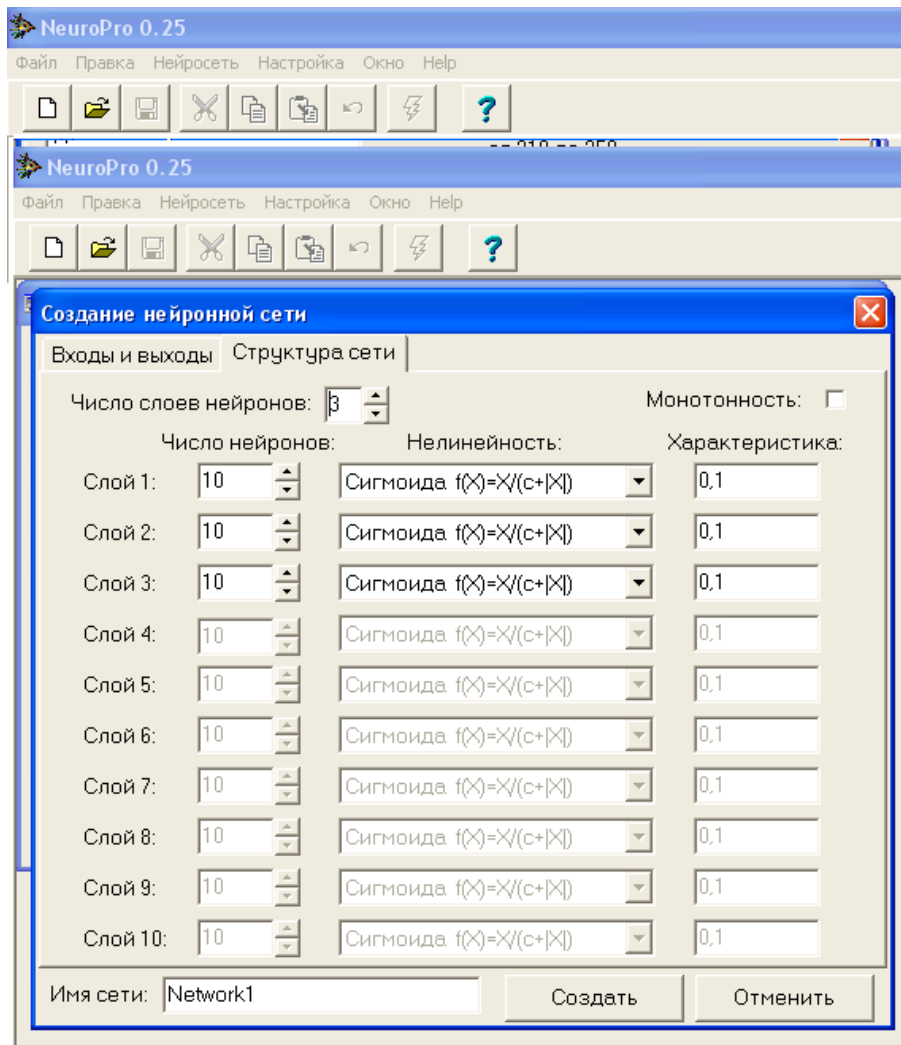 NeuroPro 0.25
Файл Правка Нейросеть Настройка Окно Help
NeuroPro 0.25
Файл Правка Нейросеть Настройка Окно Help
Создание нейронной сети
Входы и выходы Структура сети
Число слоев нейронов: 3 Монотонность:
Число нейронов: Нелинейность: Характеристика:
Слой 1: 10 Сигмоида f(X)=X/(c+|X|) 0,1
Слой 2: 10 Сигмоида f(X)=X/(c+|X|) 0,1
Слой 3: 10 Сигмоида f(X)=X/(c+|X|) 0,1
Слой 4: 10 Сигмоида f(X)=X/(c+|X|) 0,1
Слой 5: 10 Сигмоида f(X)=X/(c+|X|) 0,1
Слой 6: 10 Сигмоида f(X)=X/(c+|X|) 0,1
Слой 7: 10 Сигмоида f(X)=X/(c+|X|) 0,1
Слой 8: 10 Сигмоида f(X)=X/(c+|X|) 0,1
Слой 9: 10 Сигмоида f(X)=X/(c+|X|) 0,1
Слой 10: 10 Сигмоида f(X)=X/(c+|X|) 0,1
Имя сети: Network1 Создать Отменить